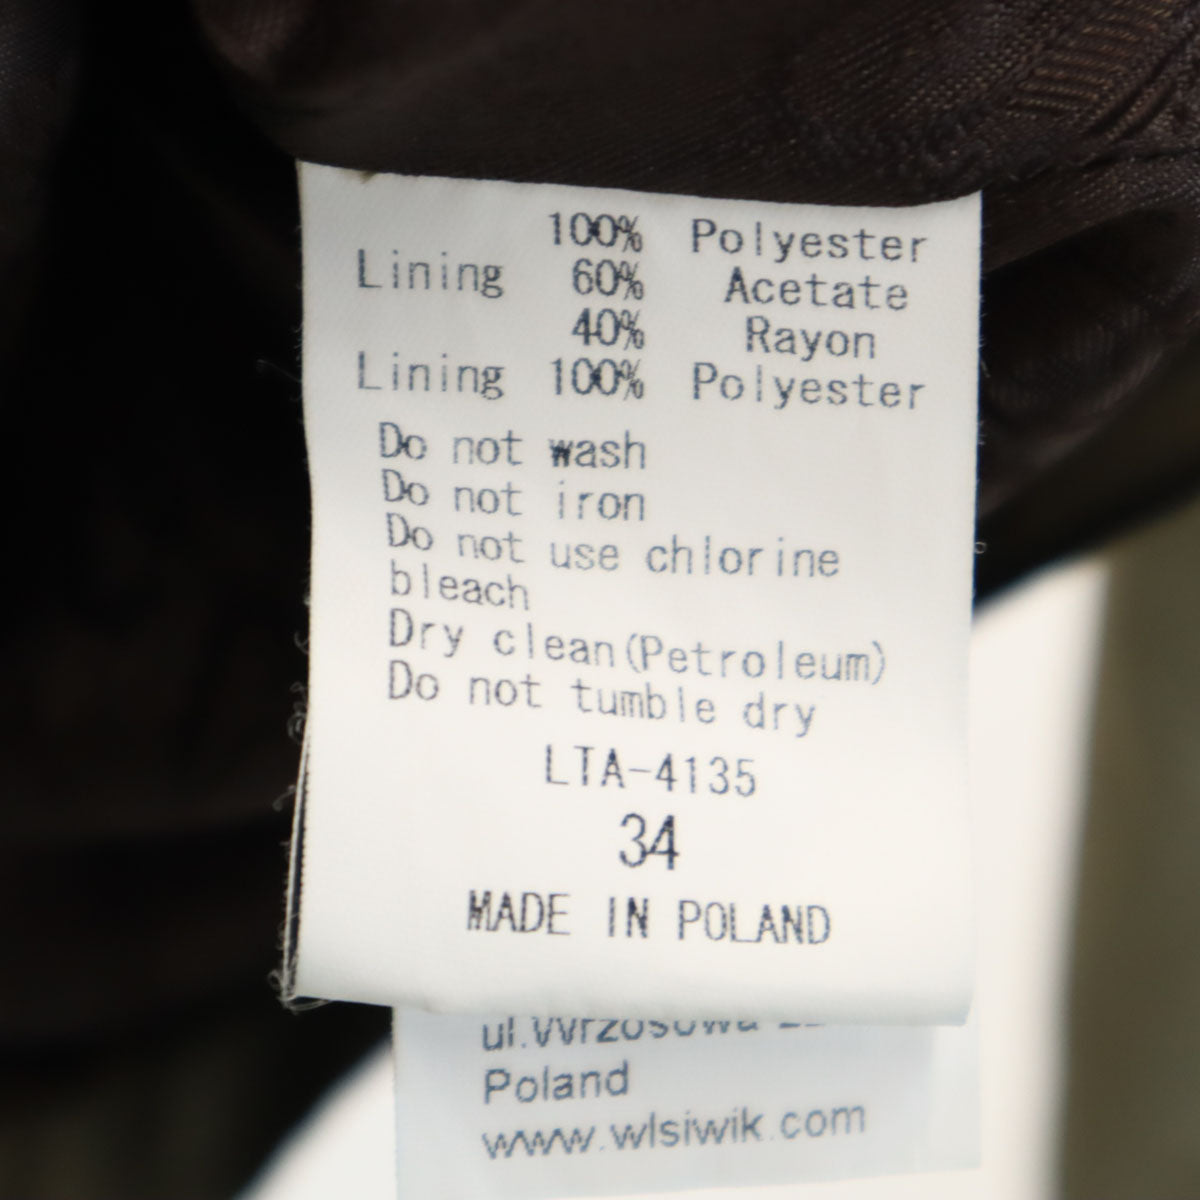 100% Polyester
Lining 60% Acetate
40% Rayon
Lining 100% Polyester
Do not wash
Do not iron
Do not use chlorine
bleach
Dry clean(Petroleum)
Do not tumble dry
LTA-4135
34
MADE IN POLAND
ul.Wrzosowa
Poland
www.wlsiwik.com